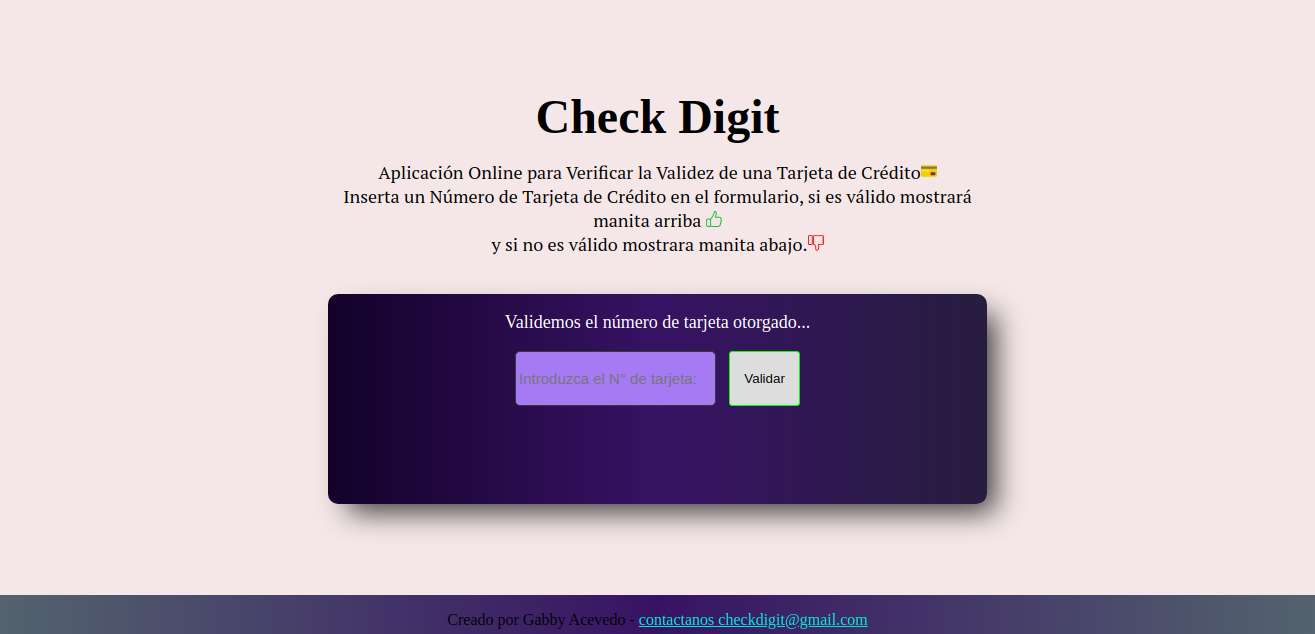 Check Digit
Aplicación Online para Verificar la Validez de una Tarjeta de Crédito
Inserta un Número de Tarjeta de Crédito en el formulario, si es válido mostrará
manita arriba
y si no es válido mostrara manita abajo.
Validemos el número de tarjeta otorgado...
Introduzca el N° de tarjeta:
Validar
Creado por Gabby Acevedo - contactanos checkdigit@gmail.com